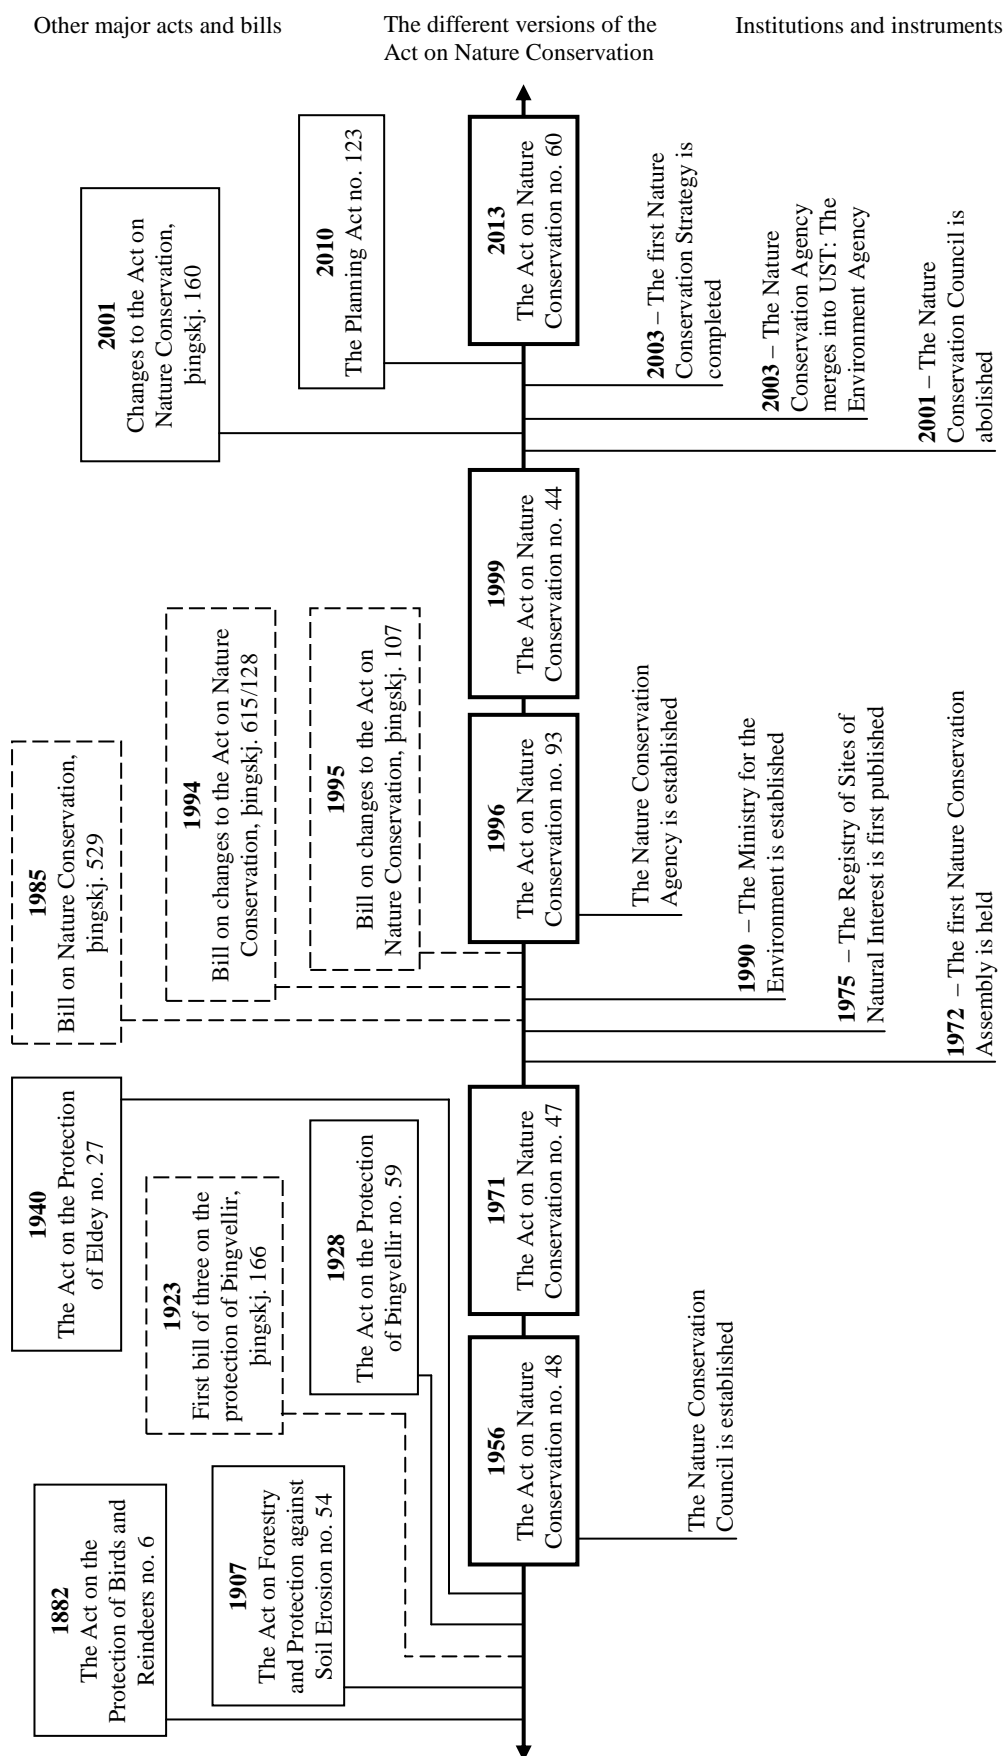 Other major acts and bills
The different versions of the
Act on Nature Conservation
Institutions and instruments
1882
The Act on the
Protection of Birds and
Reindeers no. 6
1907
The Act on Forestry
and Protection against
Soil Erosion no. 54
1923
First bill of three on the
protection of Þingvellir,
þingskj. 166
1928
The Act on the Protection
of Þingvellir no. 59
1940
The Act on the Protection
of Eldey no. 27
1985
Bill on Nature Conservation,
þingskj. 529
1994
Bill on changes to the Act on Nature
Conservation, þingskj. 615/128
1995
Bill on changes to the Act on
Nature Conservation, þingskj. 107
2001
Changes to the Act on
Nature Conservation,
þingskj. 160
2010
The Planning Act no. 123
1956
The Act on Nature
Conservation no. 48
1971
The Act on Nature
Conservation no. 47
1996
The Act on Nature
Conservation no. 93
1999
The Act on Nature
Conservation no. 44
2013
The Act on Nature
Conservation no. 60
The Nature Conservation
Council is established
1972 – The first Nature Conservation
Assembly is held
1975 – The Registry of Sites of
Natural Interest is first published
1990 – The Ministry for the
Environment is established
The Nature Conservation
Agency is established
2001 – The Nature
Conservation Council is
abolished
2003 – The Nature
Conservation Agency
merges into UST: The
Environment Agency
2003 – The first Nature
Conservation Strategy is
completed